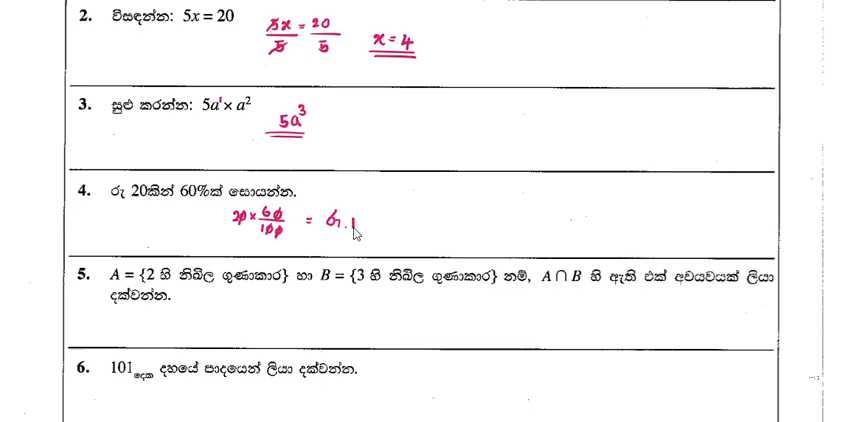 2. විසඳන්න: 5x = 20
5x/5 = 20/5 x = 4
3. සුළු කරන්න: 5a¹ × a²
5a³
4. රු 20කින් 60%ක් සොයන්න.
20 × 60/100 = රු. 1
5. A = {2 හි නිඛිල ගුණාකාර} හා B = {3 හි නිඛිල ගුණාකාර} නම්, A ∩ B හි ඇති එක් අවයවයක් ලියා
දක්වන්න.
6. 101දෙක දහයේ පාදයෙන් ලියා දක්වන්න.